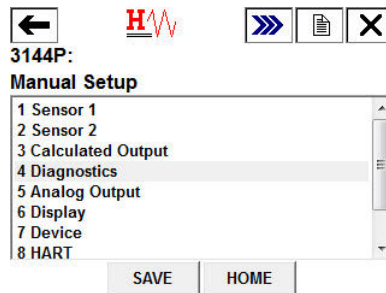 H
3144P:
Manual Setup
1 Sensor 1
2 Sensor 2
3 Calculated Output
4 Diagnostics
5 Analog Output
6 Display
7 Device
8 HART
SAVE HOME